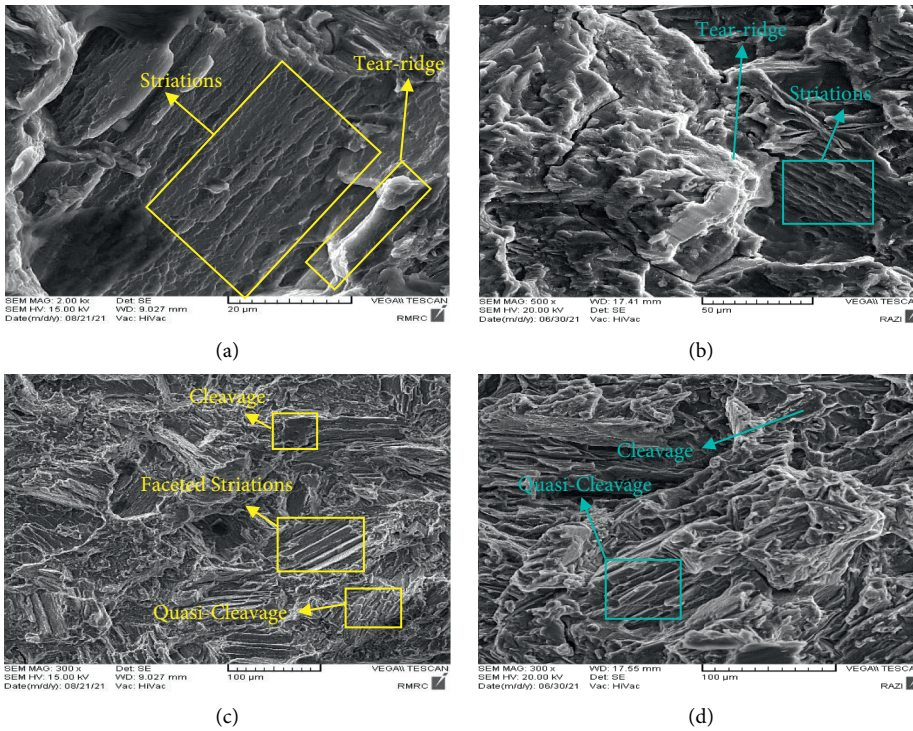 Striations
Tear-ridge
SEM MAG: 2.00 kx Det: SE
SEM HV: 15.00 kV WD: 9.027 mm
Date(m/d/y): 08/21/21 Vac: HiVac
20 µm
VEGA\\ TESCAN
RMRC
(a)
Tear-ridge
Striations
SEM MAG: 500 x WD: 17.41 mm
SEM HV: 20.00 kV Det: SE
Date(m/d/y): 06/30/21 Vac: HiVac
50 µm
VEGA\\ TESCAN
RAZI
(b)
Cleavage
Faceted Striations
Quasi-Cleavage
SEM MAG: 300 x Det: SE
SEM HV: 15.00 kV WD: 9.027 mm
Date(m/d/y): 08/21/21 Vac: HiVac
100 µm
VEGA\\ TESCAN
RMRC
(c)
Cleavage
Quasi-Cleavage
SEM MAG: 300 x WD: 17.55 mm
SEM HV: 20.00 kV Det: SE
Date(m/d/y): 06/30/21 Vac: HiVac
100 µm
VEGA\\ TESCAN
RAZI
(d)